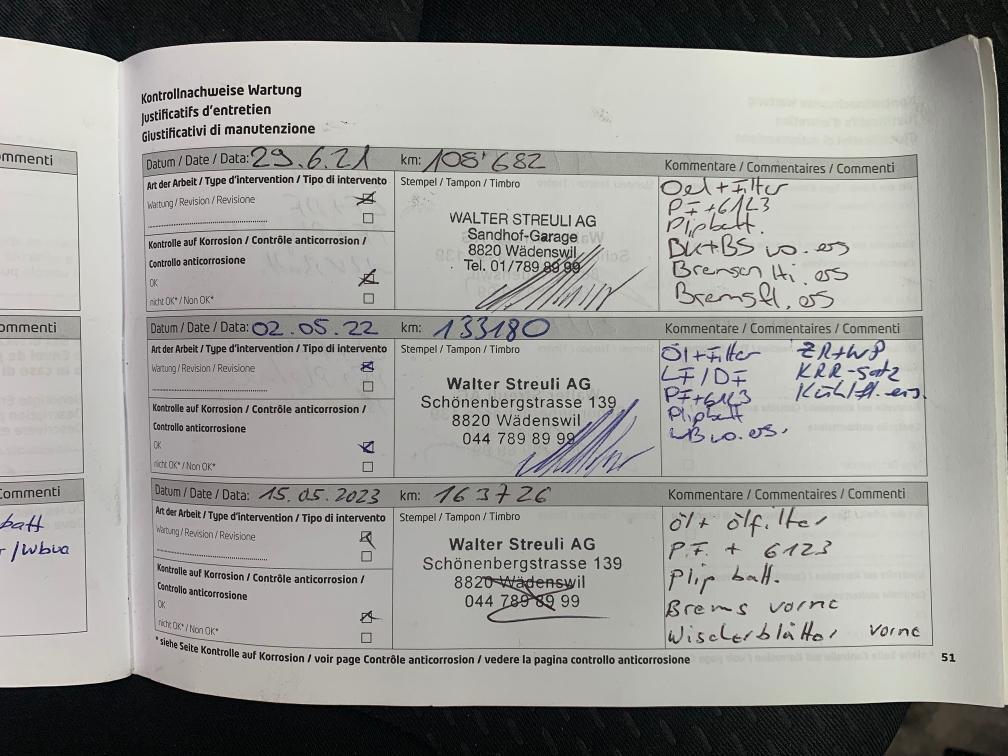 mmenti
ommenti
ommenti
batt
r/Wbva
Kontrollnachweise Wartung
Justificatifs d'entretien
Giustificativi di manutenzione
Datum / Date / Data: 29.6.21 km: 108'682 Kommentare / Commentaires / Commenti
Art der Arbeit / Type d'intervention / Tipo di intervento
Wartung / Revision / Revisione
Kontrolle auf Korrosion / Contrôle anticorrosion /
Controllo anticorrosione
OK
nicht OK* / Non OK*
Stempel / Tampon / Timbro
WALTER STREULI AG
Sandhof-Garage
8820 Wädenswil
Tel. 01/789 89 99
Oel + Filter
PF + 6123
Plipbatt.
BK+BS vo. ers
Bremsen Hi. ers
Bremsfl. ers
Datum / Date / Data: 02.05.22 km: 133180 Kommentare / Commentaires / Commenti
Art der Arbeit / Type d'intervention / Tipo di intervento
Wartung / Revision / Revisione
Kontrolle auf Korrosion / Contrôle anticorrosion /
Controllo anticorrosione
OK
nicht OK* / Non OK*
Stempel / Tampon / Timbro
Walter Streuli AG
Schönenbergstrasse 139
8820 Wädenswil
044 789 89 99
Öl+Filter ZR+WP
LF/DF KRR-Satz
PF+6123 Kühlfl. ers.
Plipbatt
WB vo. ers.
Datum / Date / Data: 15.05.2023 km: 163726 Kommentare / Commentaires / Commenti
Art der Arbeit / Type d'intervention / Tipo di intervento
Wartung / Revision / Revisione
Kontrolle auf Korrosion / Contrôle anticorrosion /
Controllo anticorrosione
OK
nicht OK* / Non OK*
Stempel / Tampon / Timbro
Walter Streuli AG
Schönenbergstrasse 139
8820 Wädenswil
044 789 89 99
Öl + Ölfilter
P.F. + 6123
Plip batt.
Brems vorne
Wischerblätter vorne
* siehe Seite Kontrolle auf Korrosion / voir page Contrôle anticorrosion / vedere la pagina controllo anticorrosione
51